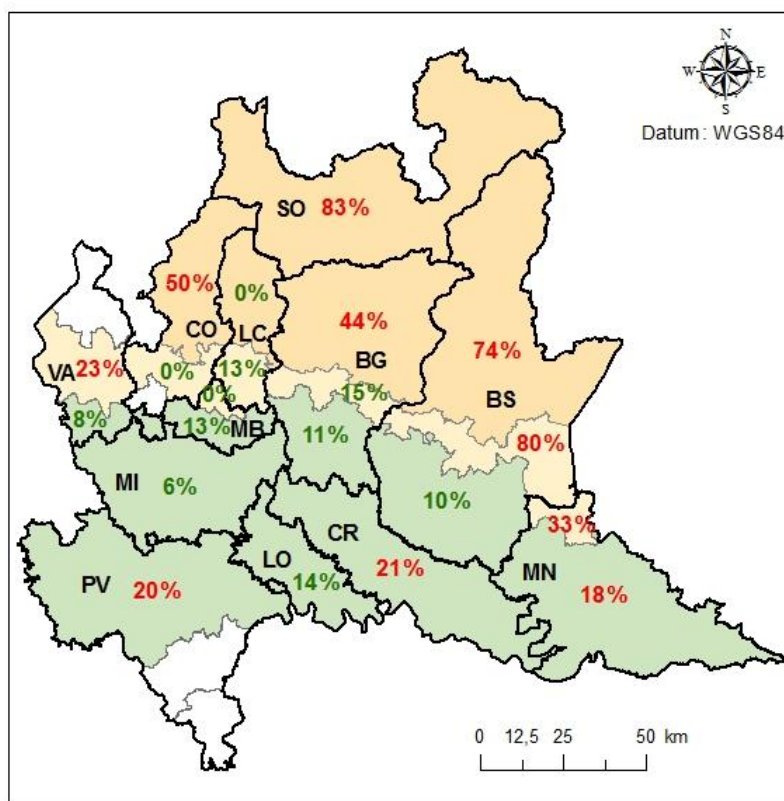 N
W E
S
Datum: WGS84
SO 83%
50%
0%
44%
CO LC
BG
74%
VA 23%
0%
13%
15%
BS
0%
8%
13% MB
11%
80%
MI
6%
10%
CR
33%
LO
MN
PV 20%
14%
21%
18%
0 12,5 25 50 km